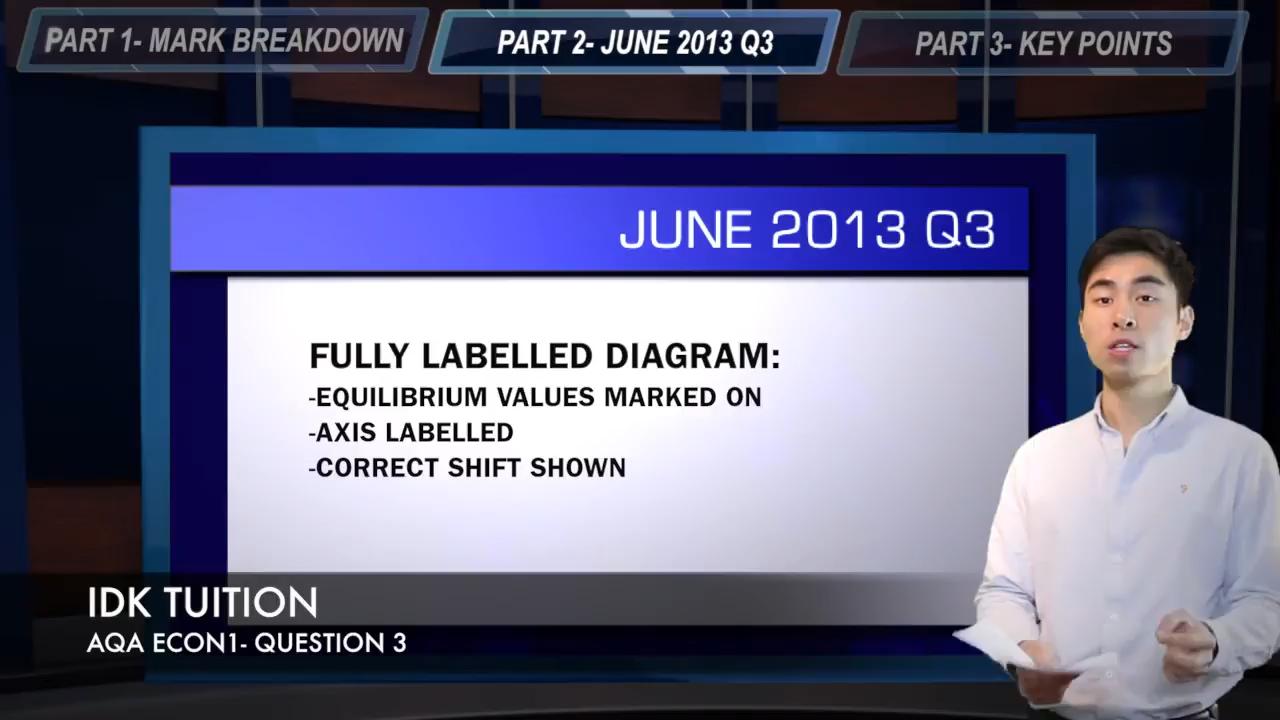 PART 1- MARK BREAKDOWN
PART 2- JUNE 2013 Q3
PART 3- KEY POINTS
JUNE 2013 Q3
FULLY LABELLED DIAGRAM:
-EQUILIBRIUM VALUES MARKED ON
-AXIS LABELLED
-CORRECT SHIFT SHOWN
IDK TUITION
AQA ECON1- QUESTION 3